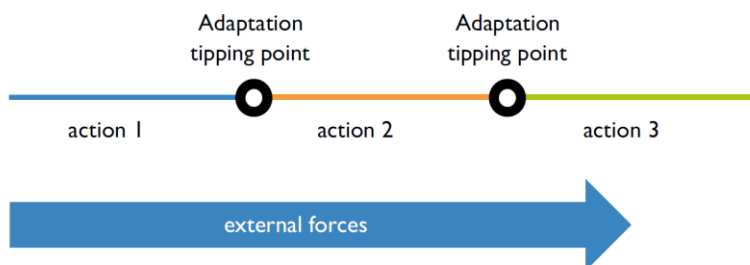 Adaptation
tipping point
Adaptation
tipping point
action 1
action 2
action 3
external forces